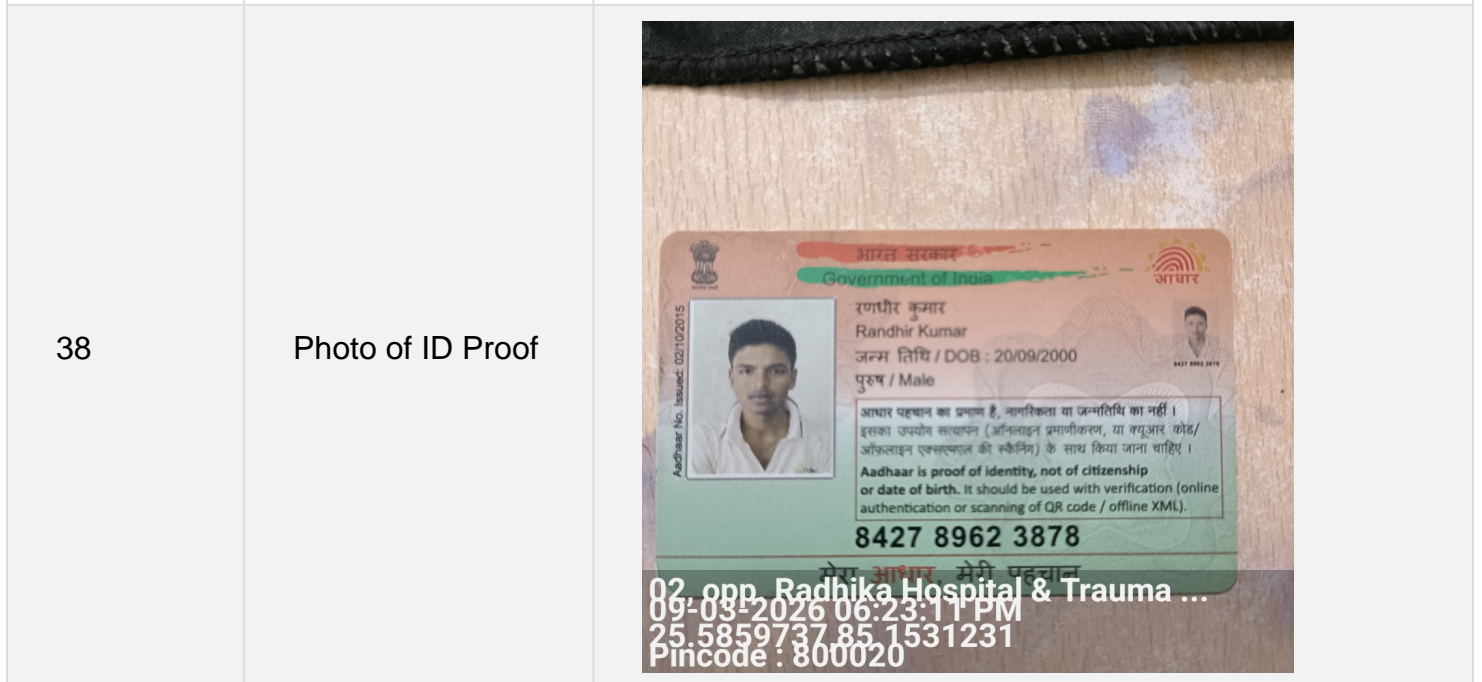 38
Photo of ID Proof
भारत सरकार
Government of India
आधार
Aadhaar No. Issued: 02/10/2015
रणधीर कुमार
Randhir Kumar
जन्म तिथि / DOB : 20/09/2000
पुरुष / Male
8427 8962 3878
आधार पहचान का प्रमाण है, नागरिकता या जन्मतिथि का नहीं ।
इसका उपयोग सत्यापन (ऑनलाइन प्रमाणीकरण, या क्यूआर कोड/
ऑफ़लाइन एक्सएमएल की स्कैनिंग) के साथ किया जाना चाहिए ।
Aadhaar is proof of identity, not of citizenship
or date of birth. It should be used with verification (online
authentication or scanning of QR code / offline XML).
8427 8962 3878
मेरा आधार, मेरी पहचान
02, opp. Radhika Hospital & Trauma ...
09-03-2026 06:23:11 PM
25.5859737,85.1531231
Pincode : 800020